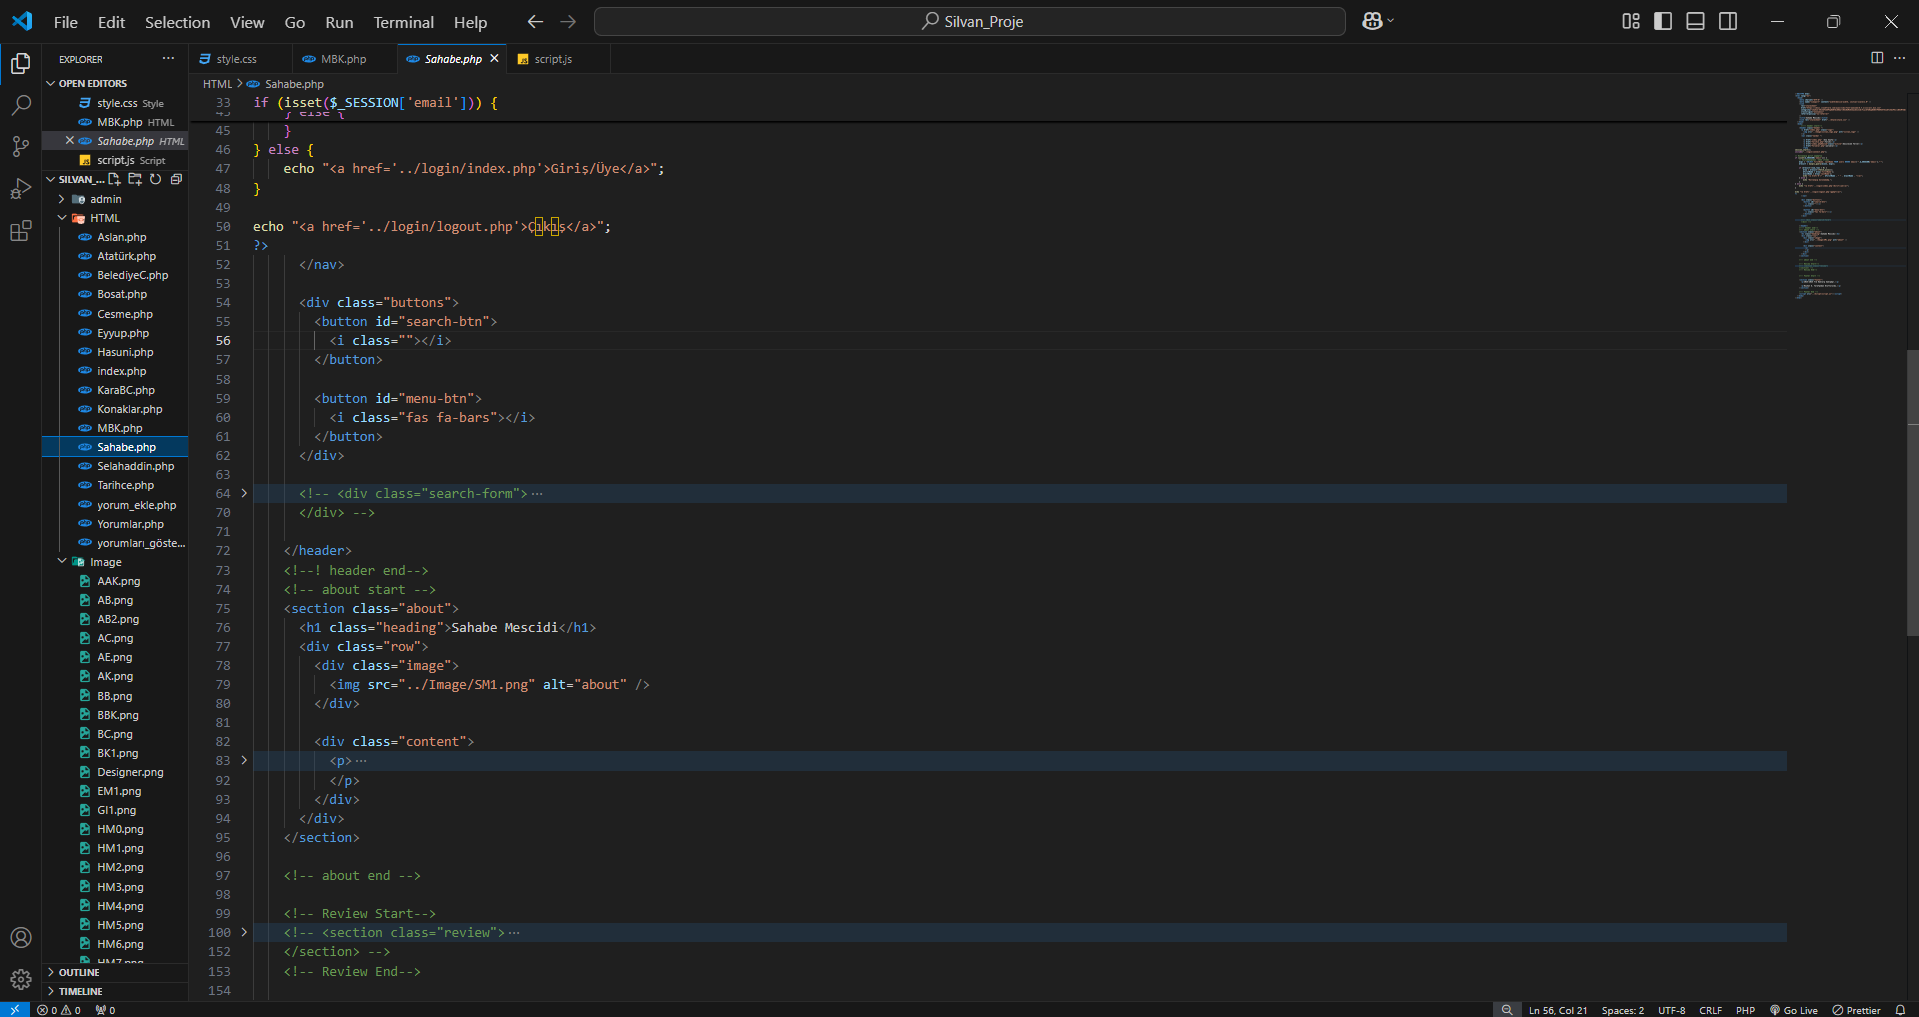 File Edit Selection View Go Run Terminal Help
Silvan_Proje
EXPLORER
OPEN EDITORS
style.css Style
MBK.php HTML
Sahabe.php HTML
script.js Script
SILVAN_...
admin
HTML
Aslan.php
Atatürk.php
BelediyeC.php
Bosat.php
Cesme.php
Eyyup.php
Hasuni.php
index.php
KaraBC.php
Konaklar.php
MBK.php
Sahabe.php
Selahaddin.php
Tarihce.php
yorum_ekle.php
Yorumlar.php
yorumları_göste...
Image
AAK.png
AB.png
AB2.png
AC.png
AE.png
AK.png
BB.png
BBK.png
BC.png
BK1.png
Designer.png
EM1.png
GI1.png
HM0.png
HM1.png
HM2.png
HM3.png
HM4.png
HM5.png
HM6.png
HM7.png
OUTLINE
TIMELINE
style.css MBK.php Sahabe.php script.js
HTML > Sahabe.php
33 if (isset($_SESSION['email'])) {
43 } else {
45 }
46 } else {
47 echo "<a href='../login/index.php'>Giriş/Üye</a>";
48 }
49
50 echo "<a href='../login/logout.php'>Çıkış</a>";
51 ?>
52 </nav>
53
54 <div class="buttons">
55 <button id="search-btn">
56 <i class=""></i>
57 </button>
58
59 <button id="menu-btn">
60 <i class="fas fa-bars"></i>
61 </button>
62 </div>
63
64 <!-- <div class="search-form"> ...
70 </div> -->
71
72 </header>
73 <!--! header end-->
74 <!-- about start -->
75 <section class="about">
76 <h1 class="heading">Sahabe Mescidi</h1>
77 <div class="row">
78 <div class="image">
79 <img src="../Image/SM1.png" alt="about" />
80 </div>
81
82 <div class="content">
83 <p> ...
92 </p>
93 </div>
94 </div>
95 </section>
96
97 <!-- about end -->
98
99 <!-- Review Start-->
100 <!-- <section class="review"> ...
152 </section> -->
153 <!-- Review End-->
154
0 0 0
Ln 56, Col 21 Spaces: 2 UTF-8 CRLF PHP Go Live Prettier